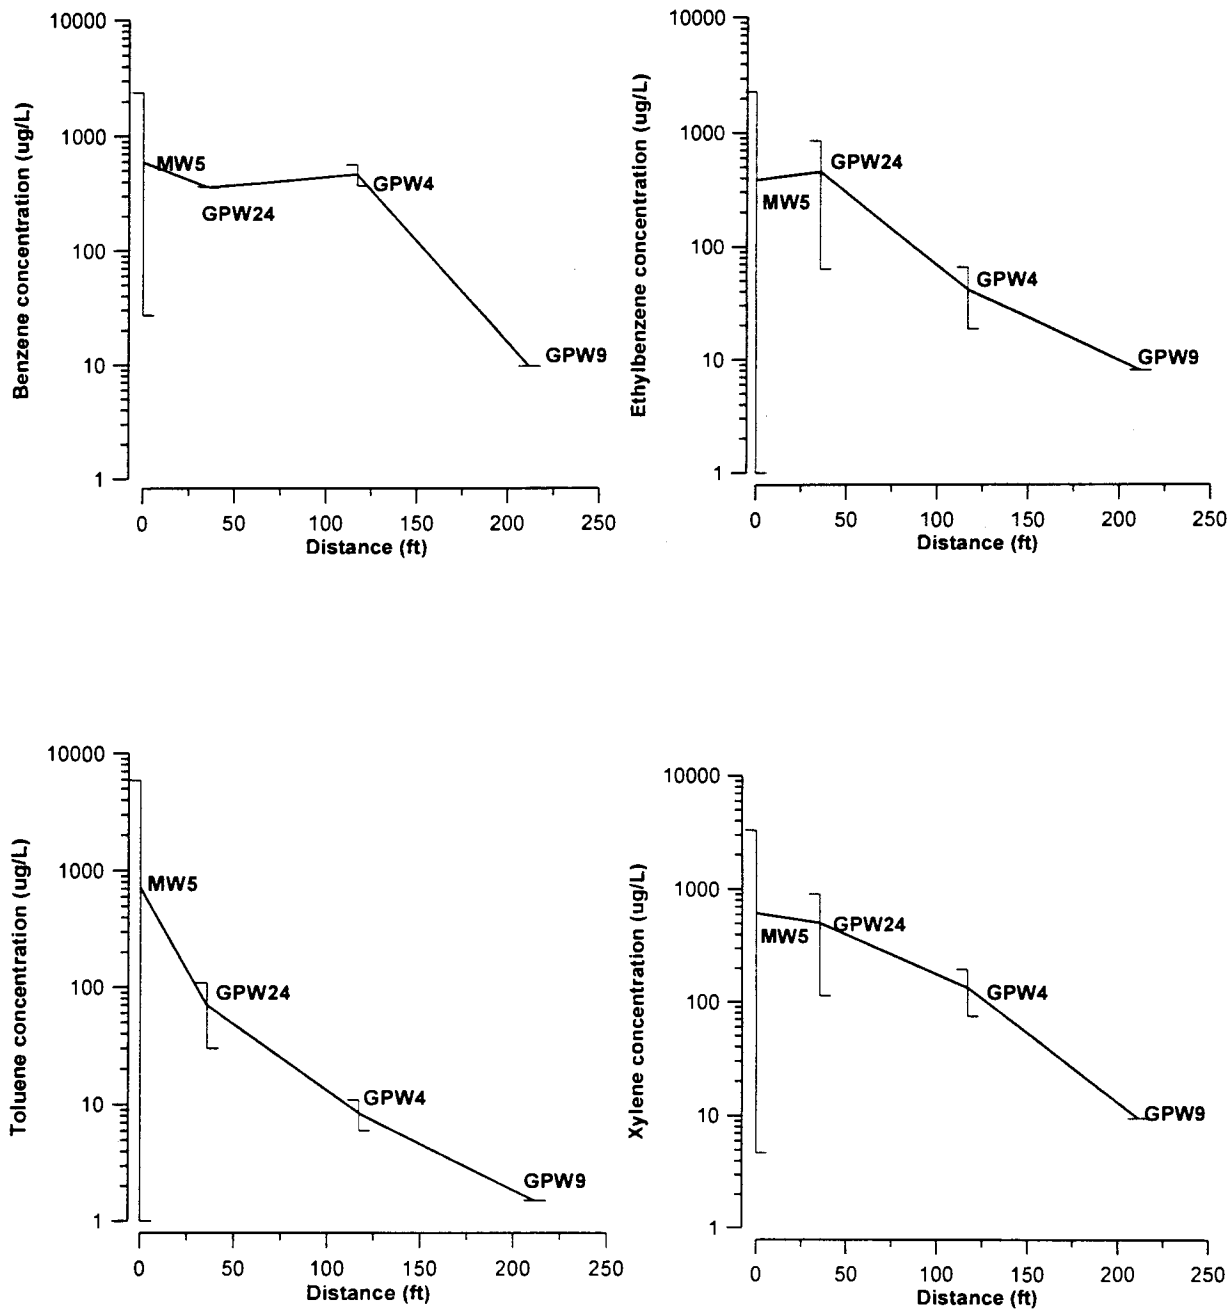 Benzene concentration (ug/L)
10000
1000
100
10
1
MW5
GPW24
GPW4
GPW9
0 50 100 150 200 250
Distance (ft)
Ethylbenzene concentration (ug/L)
10000
1000
100
10
1
GPW24
MW5
GPW4
GPW9
0 50 100 150 200 250
Distance (ft)
Toluene concentration (ug/L)
10000
1000
100
10
1
MW5
GPW24
GPW4
GPW9
0 50 100 150 200 250
Distance (ft)
Xylene concentration (ug/L)
10000
1000
100
10
1
GPW24
MW5
GPW4
GPW9
0 50 100 150 200 250
Distance (ft)